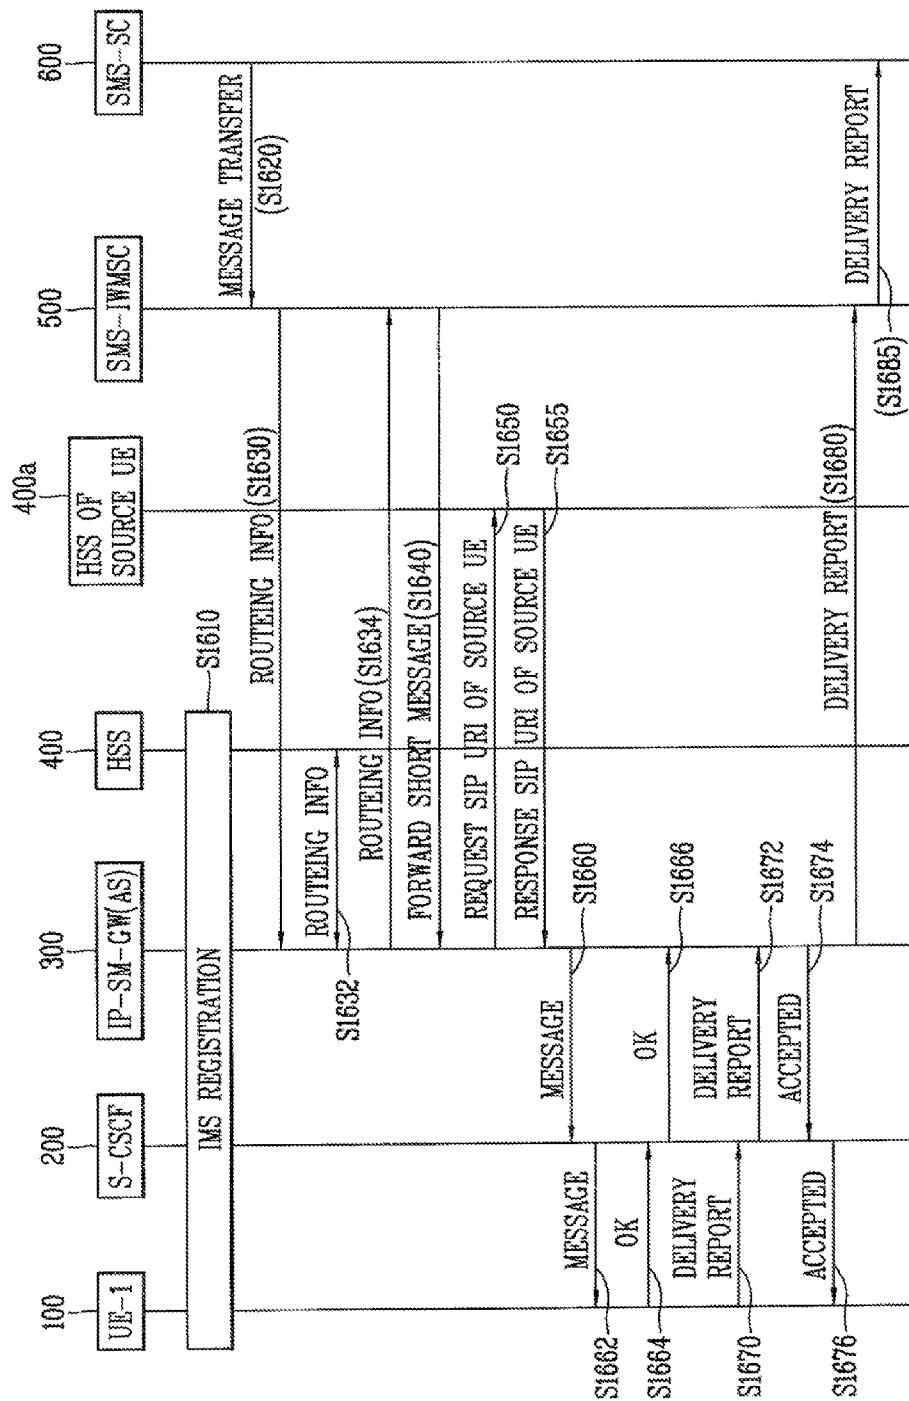 100
200
300
400
400a
500
600
UE-1
S-CSCF
IP-SM-GW(AS)
HSS
HSS OF
SOURCE UE
SMS-IWMSC
SMS-SC
IMS REGISTRATION
S1610
MESSAGE TRANSFER
(S1620)
ROUTEING INFO(S1630)
ROUTEING INFO
S1632
ROUTEING INFO(S1634)
FORWARD SHORT MESSAGE(S1640)
REQUEST SIP URI OF SOURCE UE
S1650
RESPONSE SIP URI OF SOURCE UE
S1655
MESSAGE
S1660
MESSAGE
S1662
OK
S1664
OK
S1666
DELIVERY
REPORT
S1670
DELIVERY
REPORT
S1672
ACCEPTED
S1674
ACCEPTED
S1676
DELIVERY REPORT(S1680)
DELIVERY REPORT
(S1685)